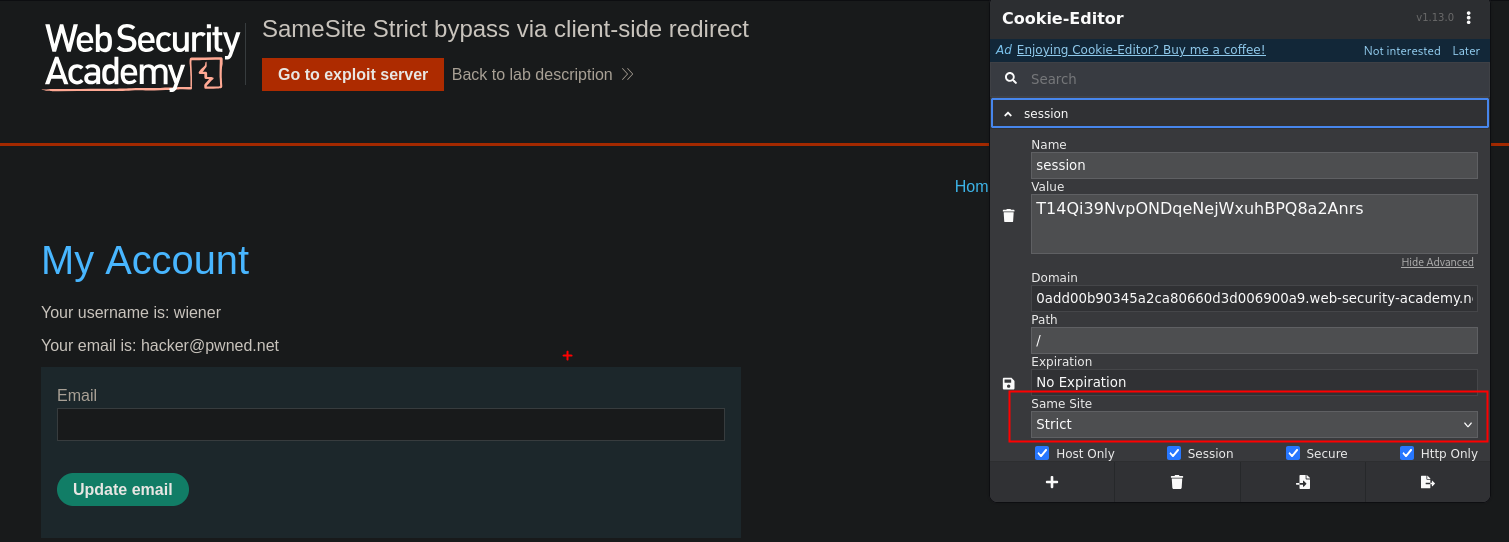 Web Security
Academy
SameSite Strict bypass via client-side redirect
Go to exploit server
Back to lab description
Hom
My Account
Your username is: wiener
Your email is: hacker@pwned.net
Email
Update email
Cookie-Editor
v1.13.0
Ad Enjoying Cookie-Editor? Buy me a coffee!
Not interested Later
Search
session
Name
session
Value
T14Qi39NvpONDqeNejWxuhBPQ8a2Anrs
Hide Advanced
Domain
0add00b90345a2ca80660d3d006900a9.web-security-academy.n
Path
/
Expiration
No Expiration
Same Site
Strict
Host Only Session Secure Http Only